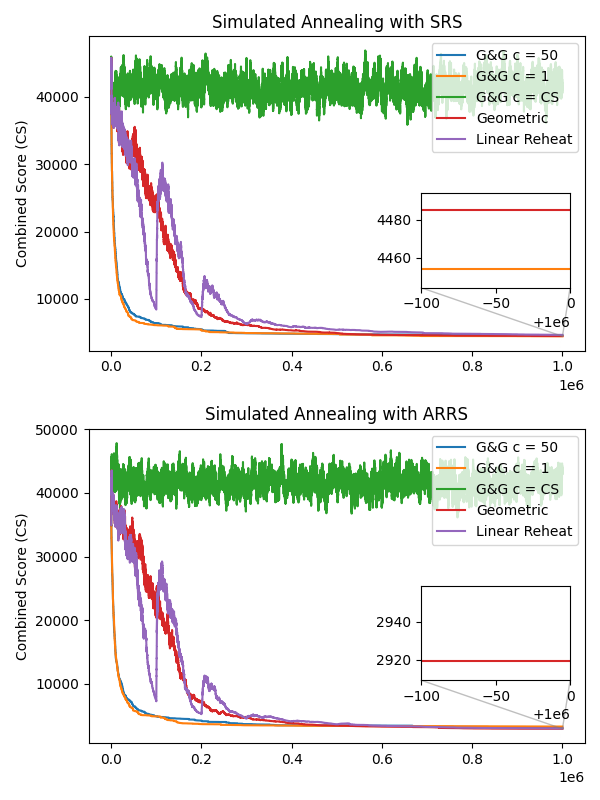 Simulated Annealing with SRS
Combined Score (CS)
40000
30000
20000
10000
G&G c = 50
G&G c = 1
G&G c = CS
Geometric
Linear Reheat
4480
4460
−100 −50 0
+1e6
0.0 0.2 0.4 0.6 0.8 1.0
1e6
Simulated Annealing with ARRS
Combined Score (CS)
50000
40000
30000
20000
10000
G&G c = 50
G&G c = 1
G&G c = CS
Geometric
Linear Reheat
2940
2920
−100 −50 0
+1e6
0.0 0.2 0.4 0.6 0.8 1.0
1e6